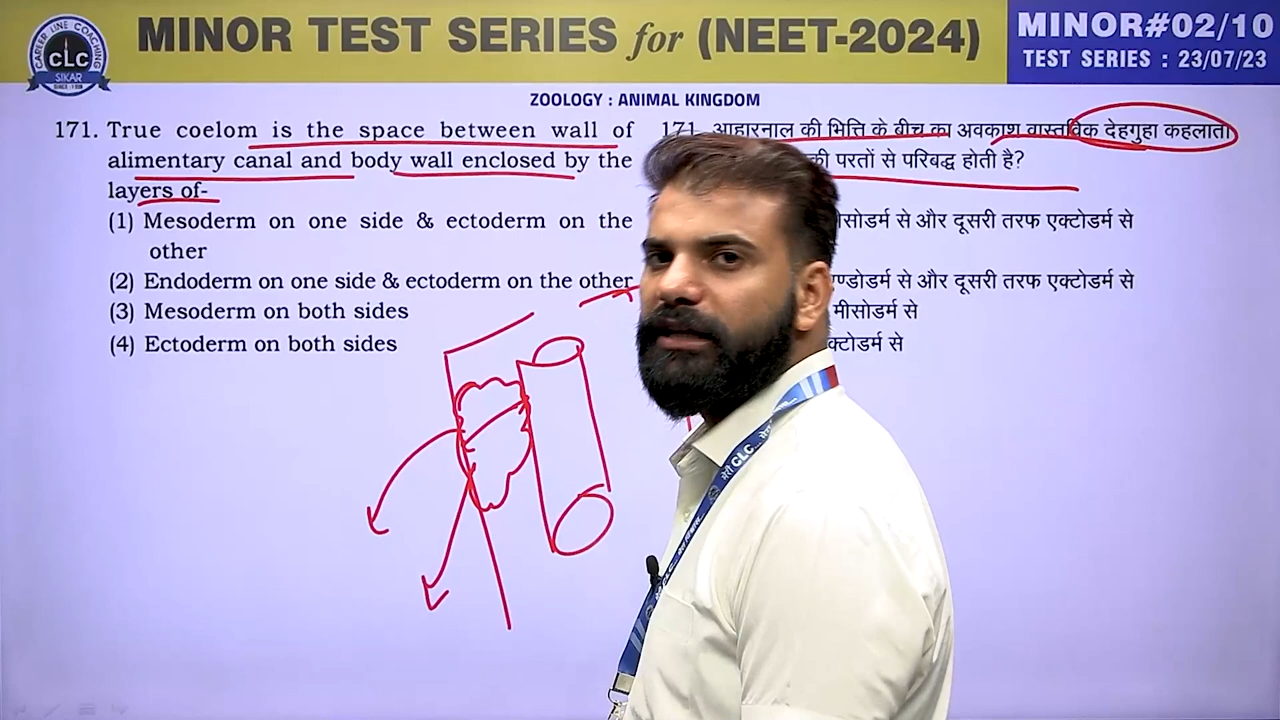 MINOR TEST SERIES for (NEET-2024)
MINOR#02/10
TEST SERIES : 23/07/23
CAREER LINE COACHING
CLC
SIKAR
ZOOLOGY : ANIMAL KINGDOM
171. True coelom is the space between wall of
alimentary canal and body wall enclosed by the
layers of-
(1) Mesoderm on one side & ectoderm on the
other
(2) Endoderm on one side & ectoderm on the other
(3) Mesoderm on both sides
(4) Ectoderm on both sides
171. आहारनाल की भित्ति के बीच का अवकाश वास्तविक देहगुहा कहलाता
की परतों से परिबद्ध होती है?
से और दूसरी तरफ एक्टोडर्म से
से और दूसरी तरफ एक्टोडर्म से
मीसोडर्म से
से
मेरी CLC...